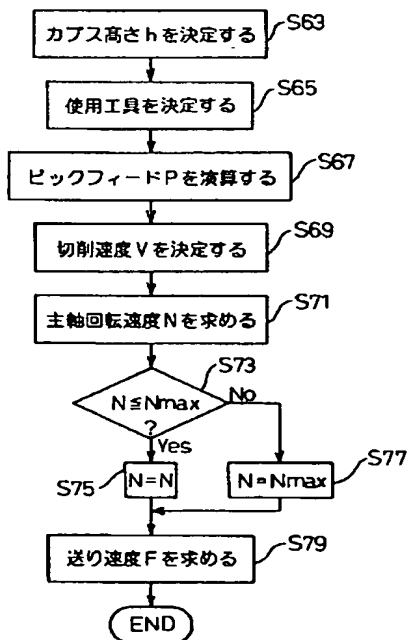 カプス高さhを決定する
S63
使用工具を決定する
S65
ピックフィードPを演算する
S67
切削速度Vを決定する
S69
主軸回転速度Nを求める
S71
S73
N≦Nmax
?
No
Yes
S75
N=N
N=Nmax
S77
送り速度Fを求める
S79
END